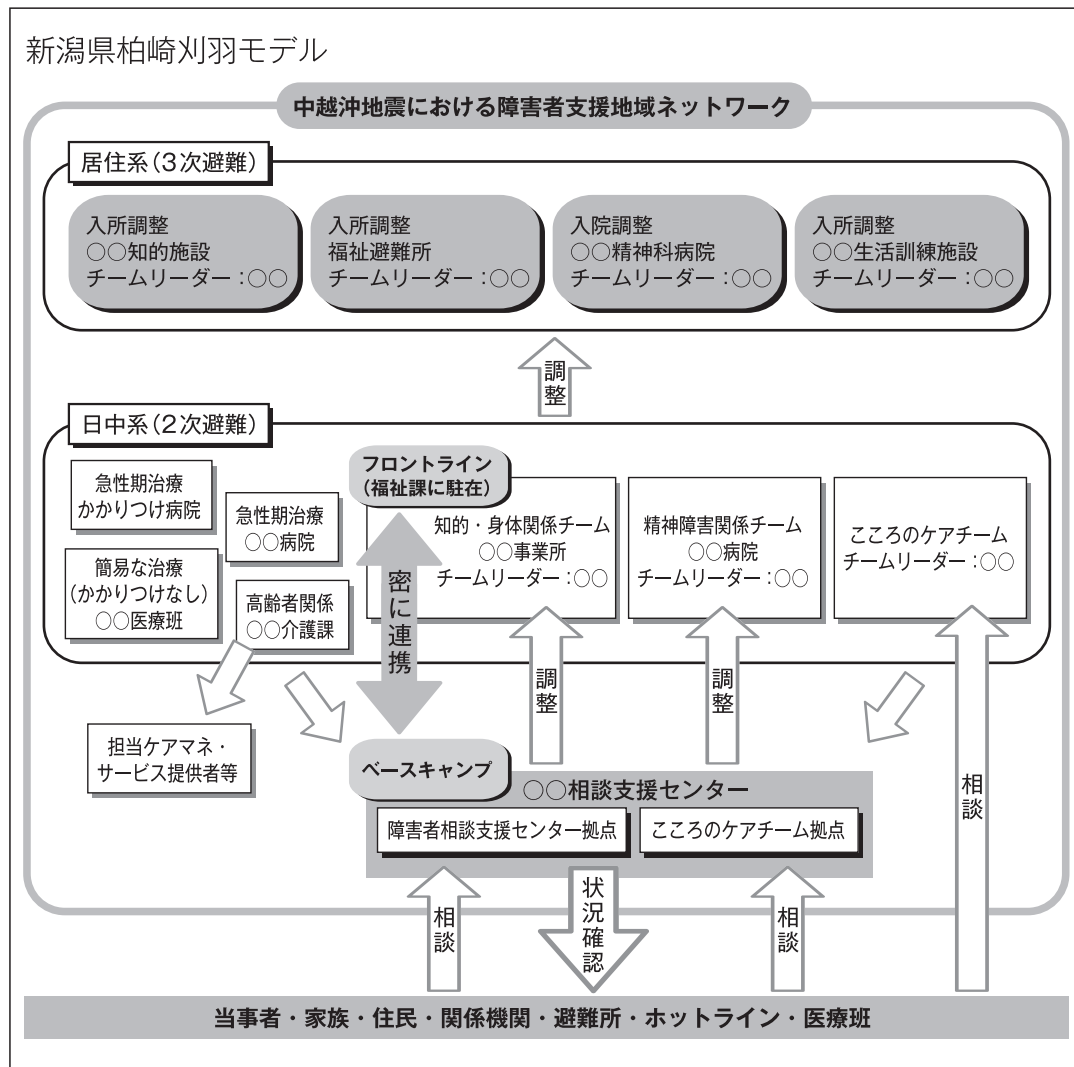 新潟県柏崎刈羽モデル
中越沖地震における障害者支援地域ネットワーク
居住系(3次避難)
入所調整
○○知的施設
チームリーダー:○○
入所調整
福祉避難所
チームリーダー:○○
入院調整
○○精神科病院
チームリーダー:○○
入所調整
○○生活訓練施設
チームリーダー:○○
調整
日中系(2次避難)
急性期治療
かかりつけ病院
急性期治療
○○病院
簡易な治療
(かかりつけなし)
○○医療班
高齢者関係
○○介護課
フロントライン
(福祉課に駐在)
知的・身体関係チーム
○○事業所
チームリーダー:○○
精神障害関係チーム
○○病院
チームリーダー:○○
こころのケアチーム
チームリーダー:○○
密に連携
調整
調整
相談
担当ケアマネ・
サービス提供者等
ベースキャンプ
○○相談支援センター
障害者相談支援センター拠点
こころのケアチーム拠点
相談
状況確認
相談
当事者・家族・住民・関係機関・避難所・ホットライン・医療班